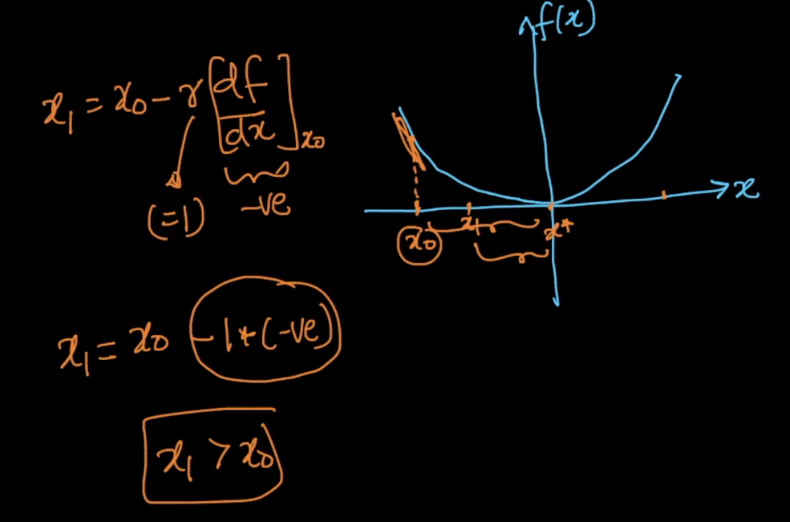 x₁ = x₀ - r [df/dx]x₀
(=1) -ve
x₁ = x₀ -1*(-ve)
x₁ > x₀
f(x)
x
x₀ x₁ x*